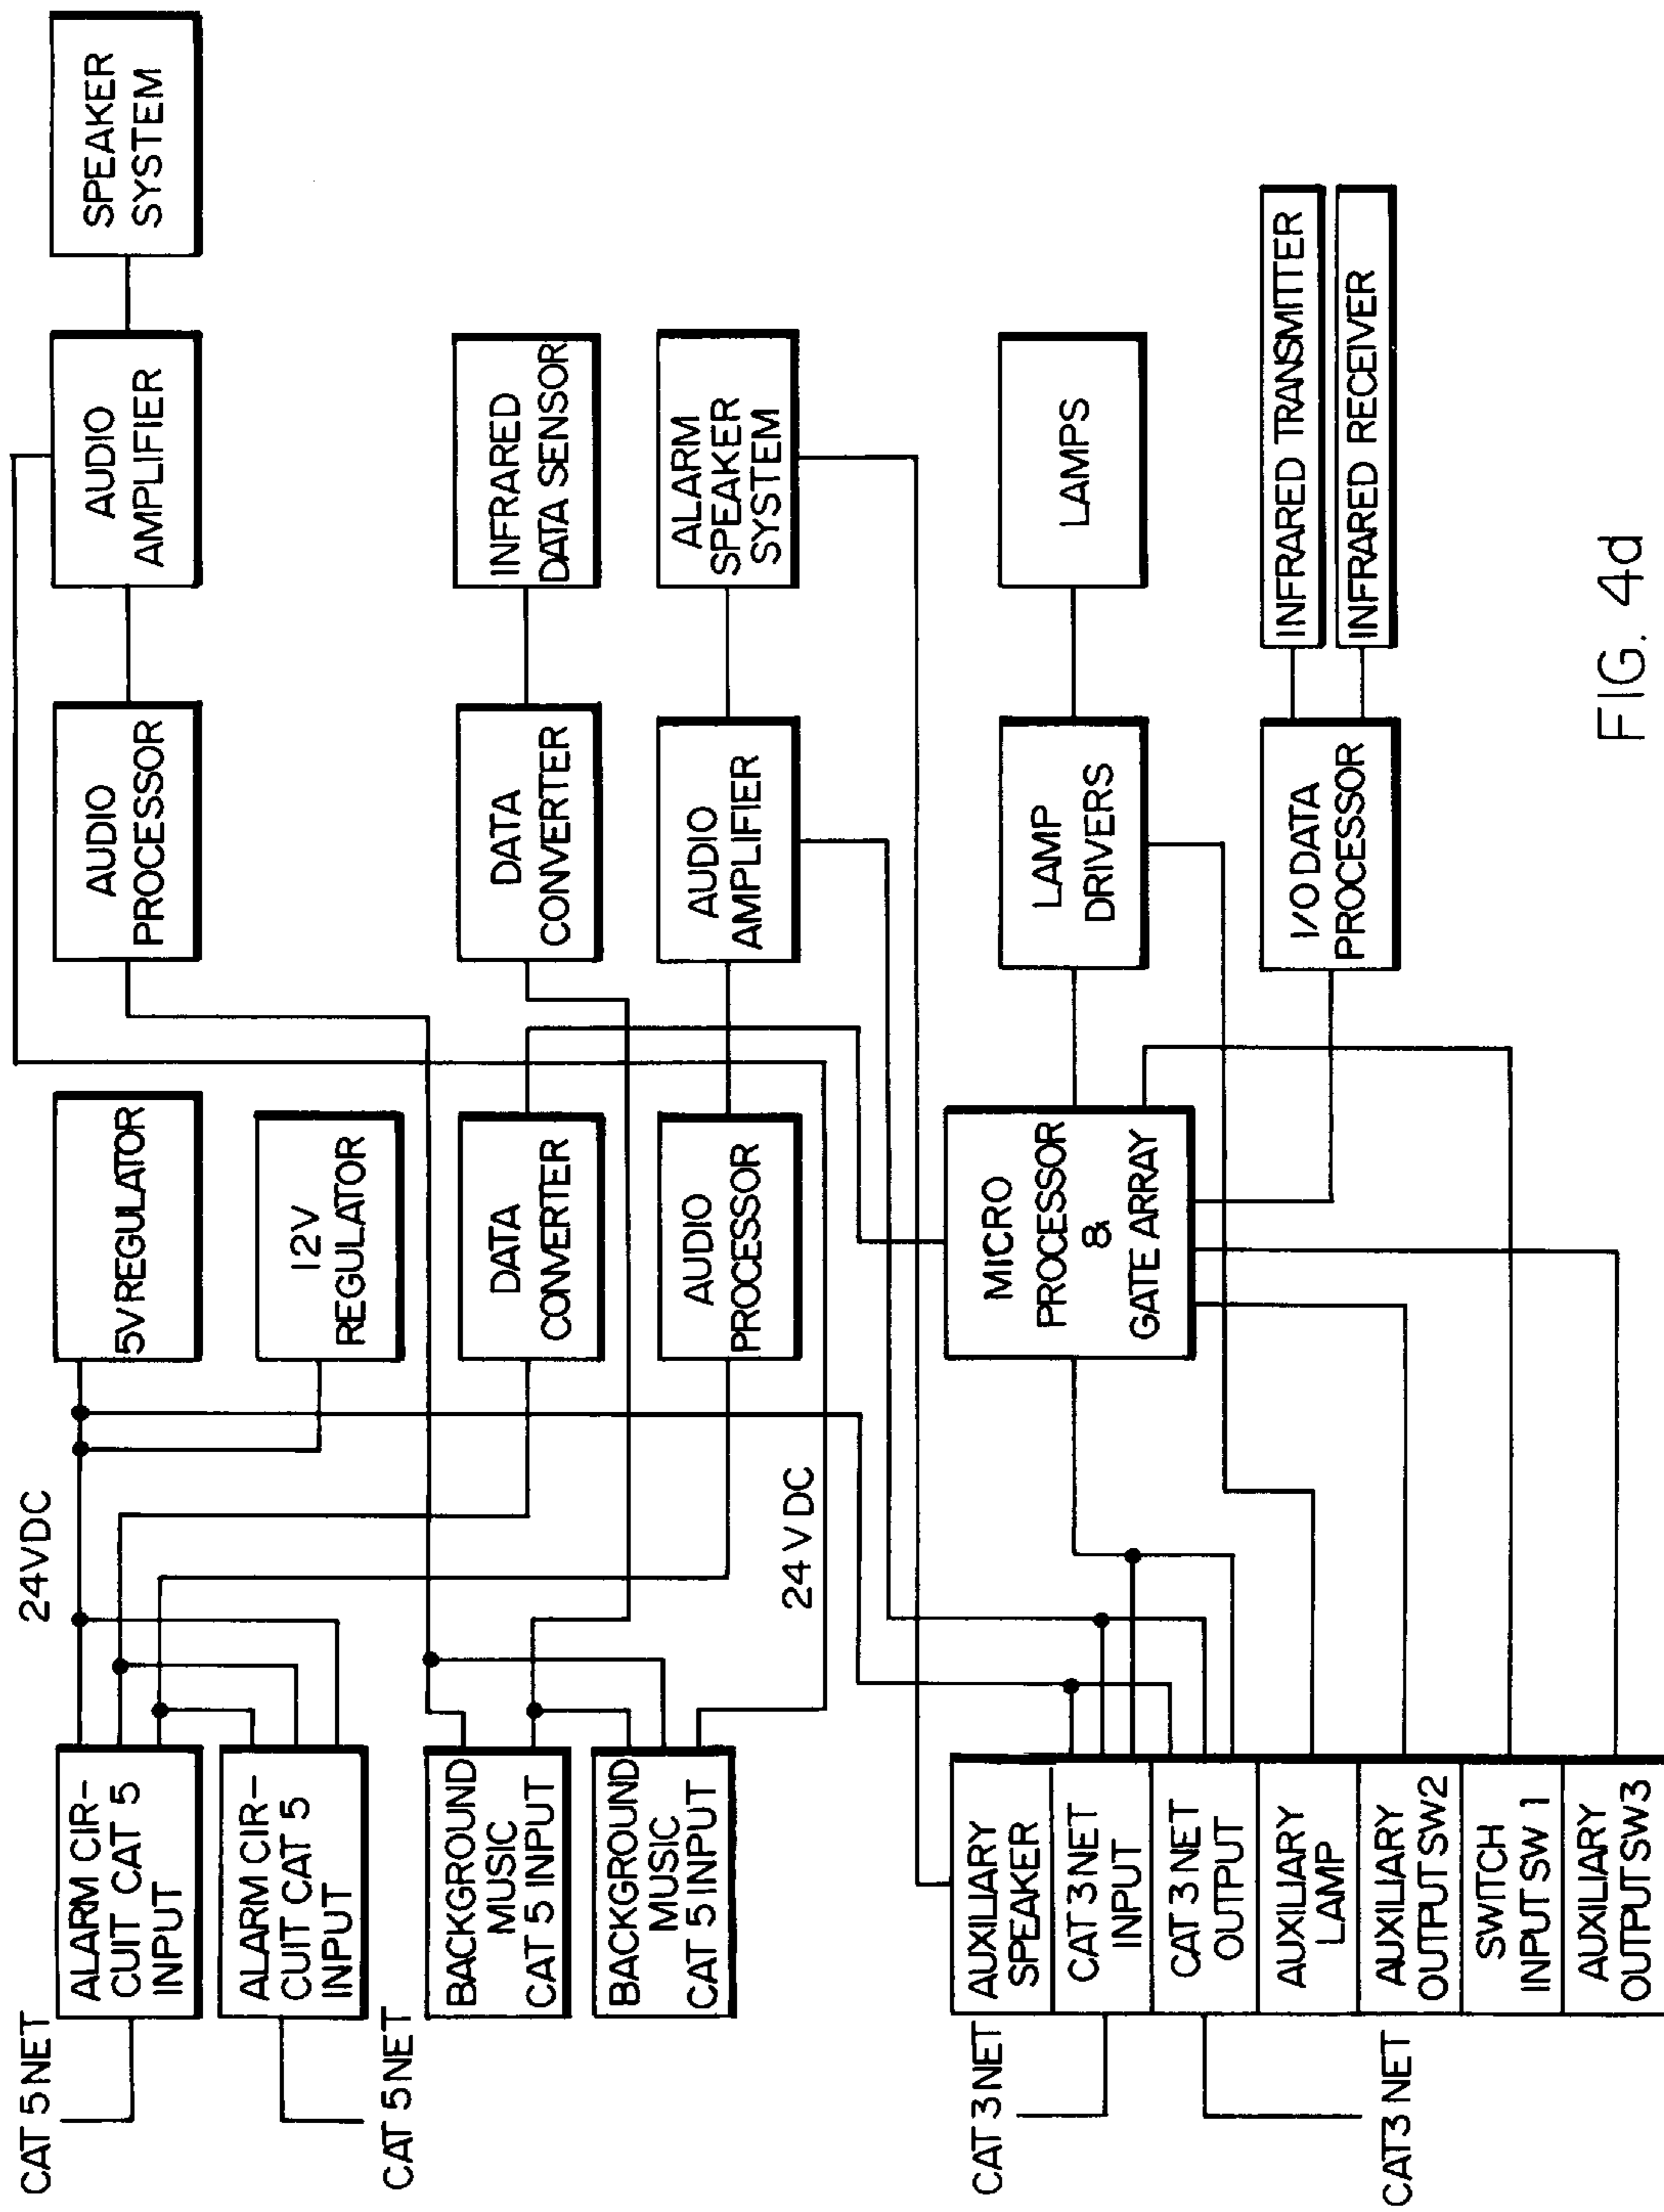 CAT 5 NET
24VDC
ALARM CIR-
CUIT CAT 5
INPUT
5V REGULATOR
AUDIO
PROCESSOR
AUDIO
AMPLIFIER
SPEAKER
SYSTEM
ALARM CIR-
CUIT CAT 5
INPUT
12V
REGULATOR
CAT 5 NET
BACKGROUND
MUSIC
CAT 5 INPUT
DATA
CONVERTER
DATA
CONVERTER
INFRARED
DATA SENSOR
BACKGROUND
MUSIC
CAT 5 INPUT
AUDIO
PROCESSOR
AUDIO
AMPLIFIER
ALARM
SPEAKER
SYSTEM
24 V DC
CAT 3 NET
AUXILIARY
SPEAKER
CAT 3 NET
INPUT
CAT 3 NET
OUTPUT
AUXILIARY
LAMP
AUXILIARY
OUTPUT SW2
SWITCH
INPUT SW 1
AUXILIARY
OUTPUT SW3
CAT3 NET
MICRO
PROCESSOR
&
GATE ARRAY
LAMP
DRIVERS
LAMPS
I/O DATA
PROCESSOR
INFRARED TRANSMITTER
INFRARED RECEIVER
FIG. 4d